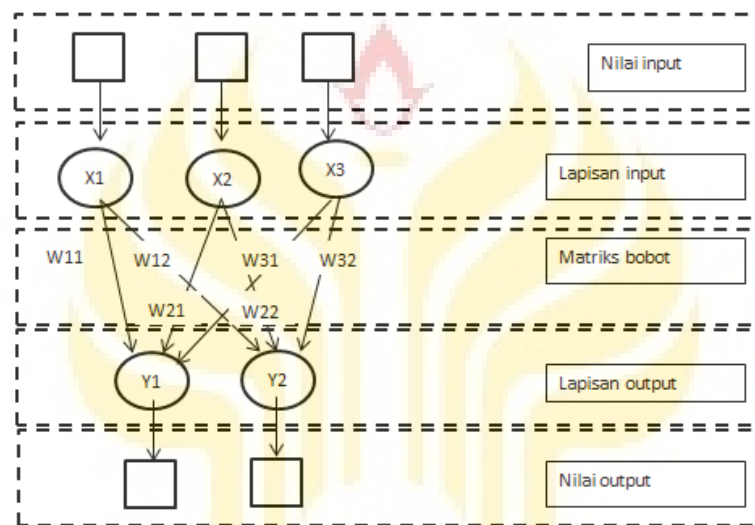 Nilai input
X1 X2 X3
Lapisan input
W11 W12 W31 W32
Matriks bobot
W21 W22
Y1 Y2
Lapisan output
Nilai output